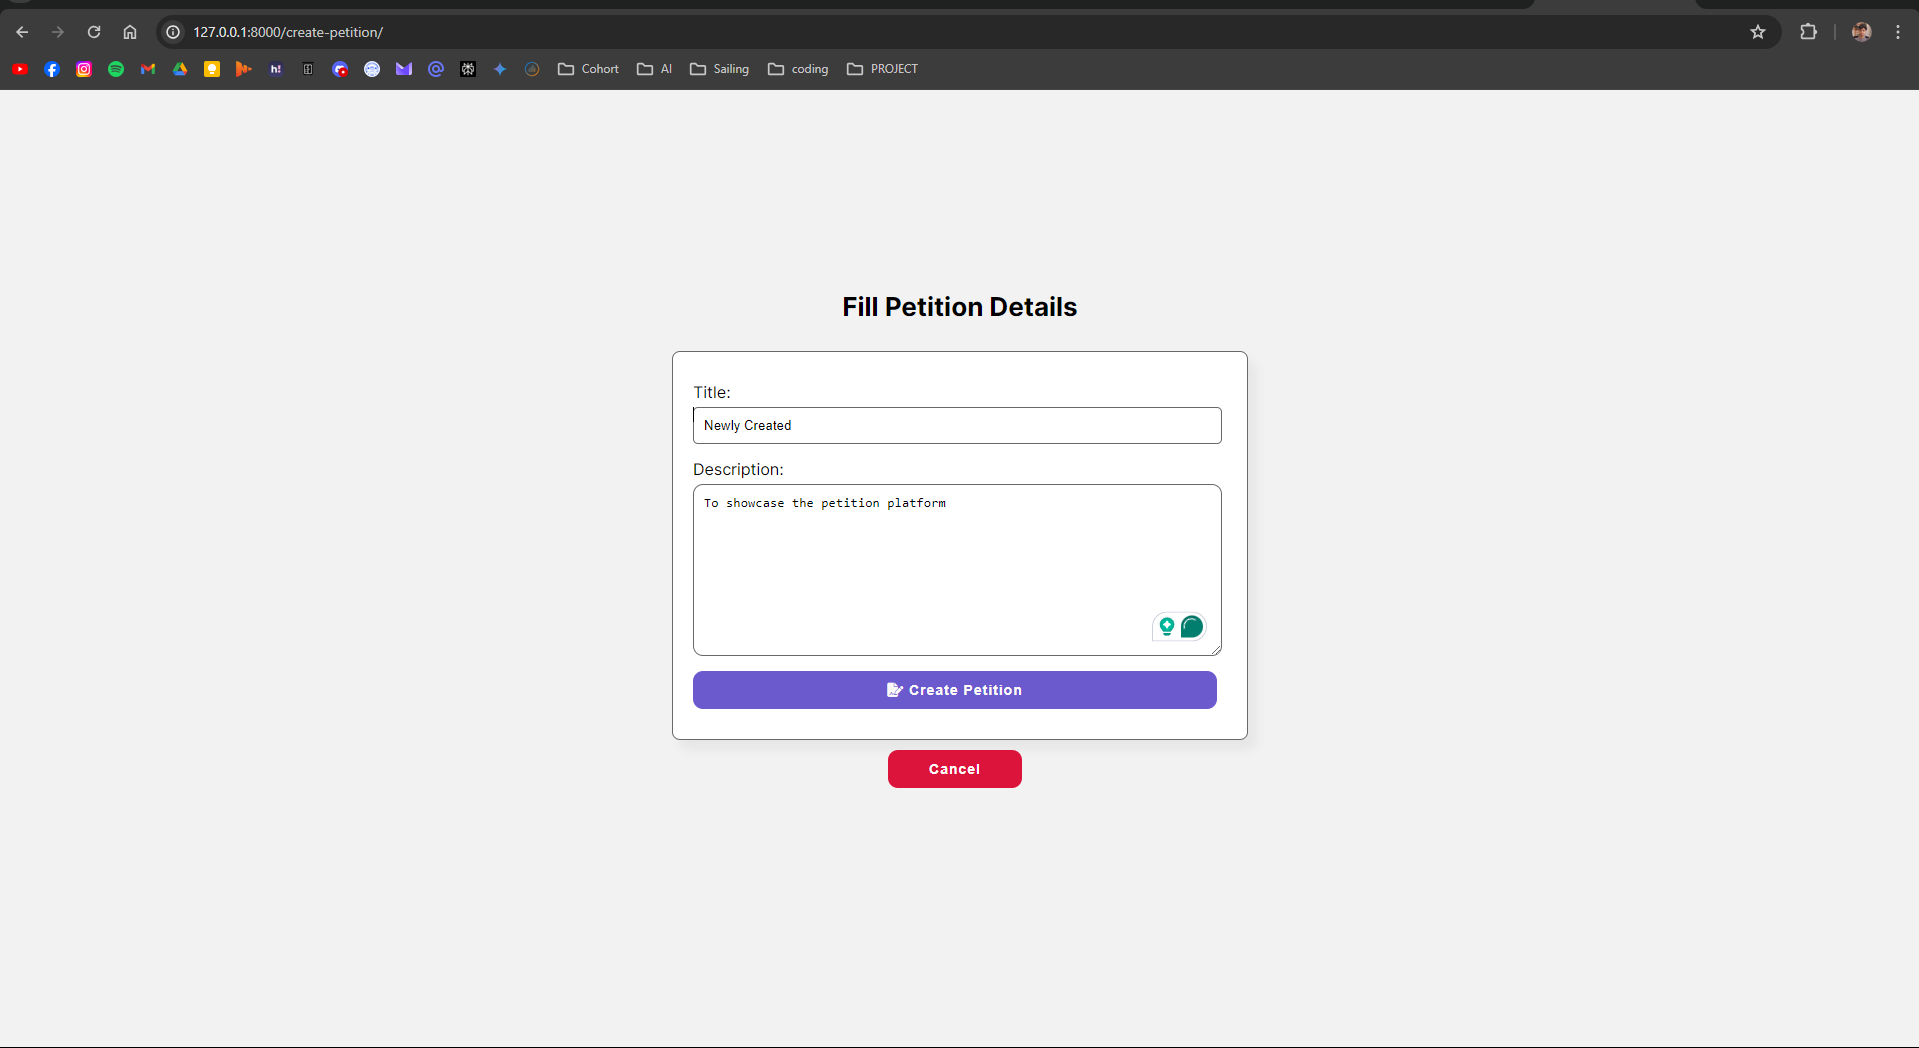 127.0.0.1:8000/create-petition/
h! Cohort AI Sailing coding PROJECT
Fill Petition Details
Title:
Newly Created
Description:
To showcase the petition platform
Create Petition
Cancel